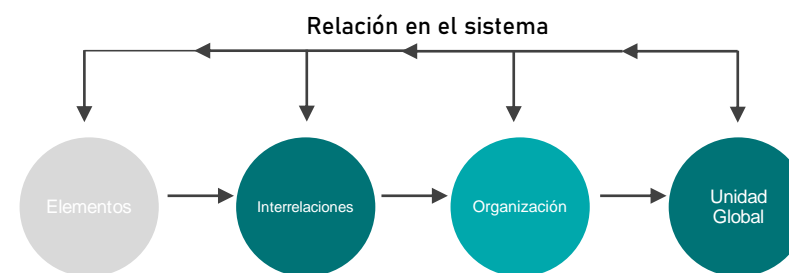 Relación en el sistema
Elementos
Interrelaciones
Organización
Unidad
Global